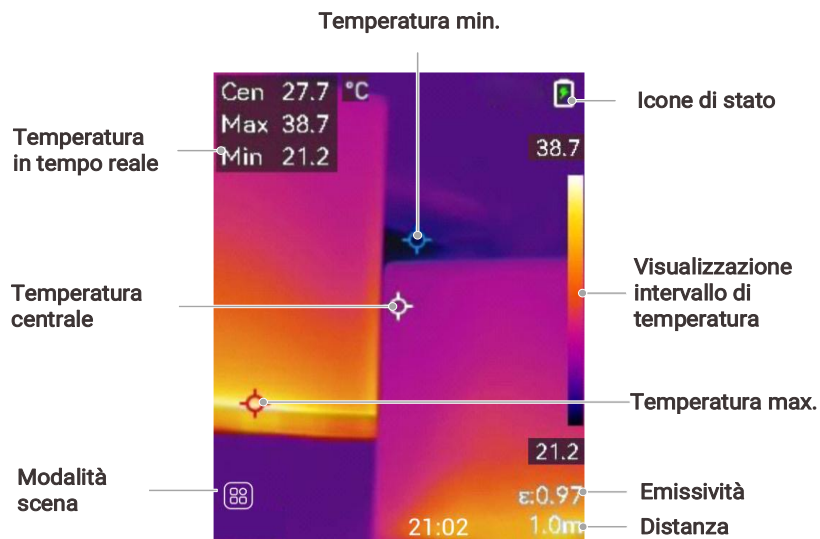 Temperatura min.
Cen 27.7 °C
Max 38.7
Min 21.2
Icone di stato
Temperatura
in tempo reale
38.7
Visualizzazione
intervallo di
temperatura
Temperatura
centrale
Temperatura max.
21.2
Modalità
scena
ε:0.97
Emissività
21:02
1.0m
Distanza